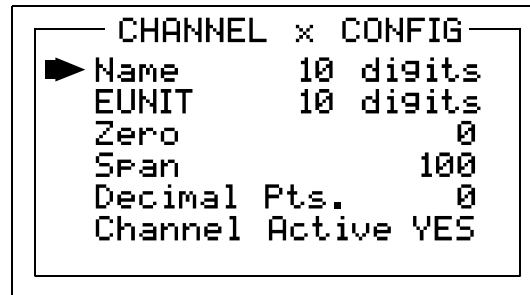 CHANNEL x CONFIG
Name 10 digits
EUNIT 10 digits
Zero 0
Span 100
Decimal Pts. 0
Channel Active YES